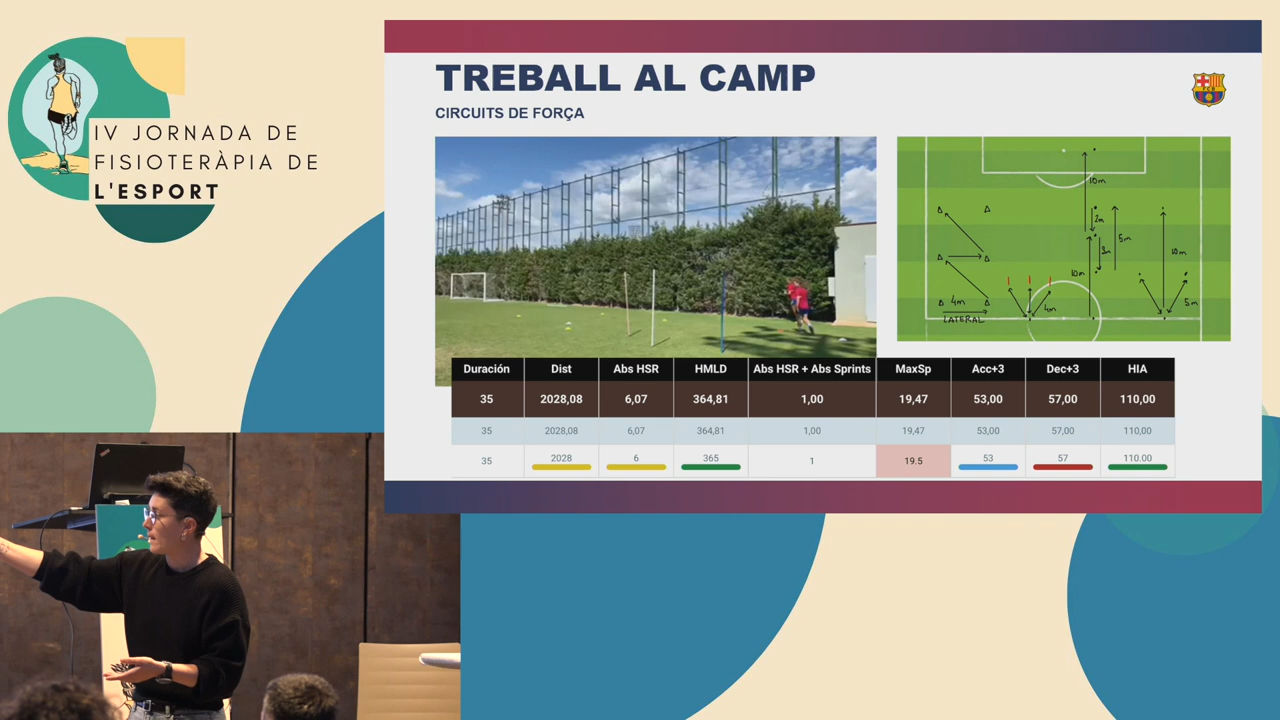 IV JORNADA DE
FISIOTERÀPIA DE
L'ESPORT
TREBALL AL CAMP
CIRCUITS DE FORÇA
10m
2m
5m
3m
10m
10m
4m
LATERAL
4m
5m
Duración Dist Abs HSR HMLD Abs HSR + Abs Sprints MaxSp Acc+3 Dec+3 HIA
35 2028,08 6,07 364,81 1,00 19,47 53,00 57,00 110,00
35 2028,08 6,07 364,81 1,00 19,47 53,00 57,00 110,00
35 2028 6 365 1 19.5 53 57 110.00